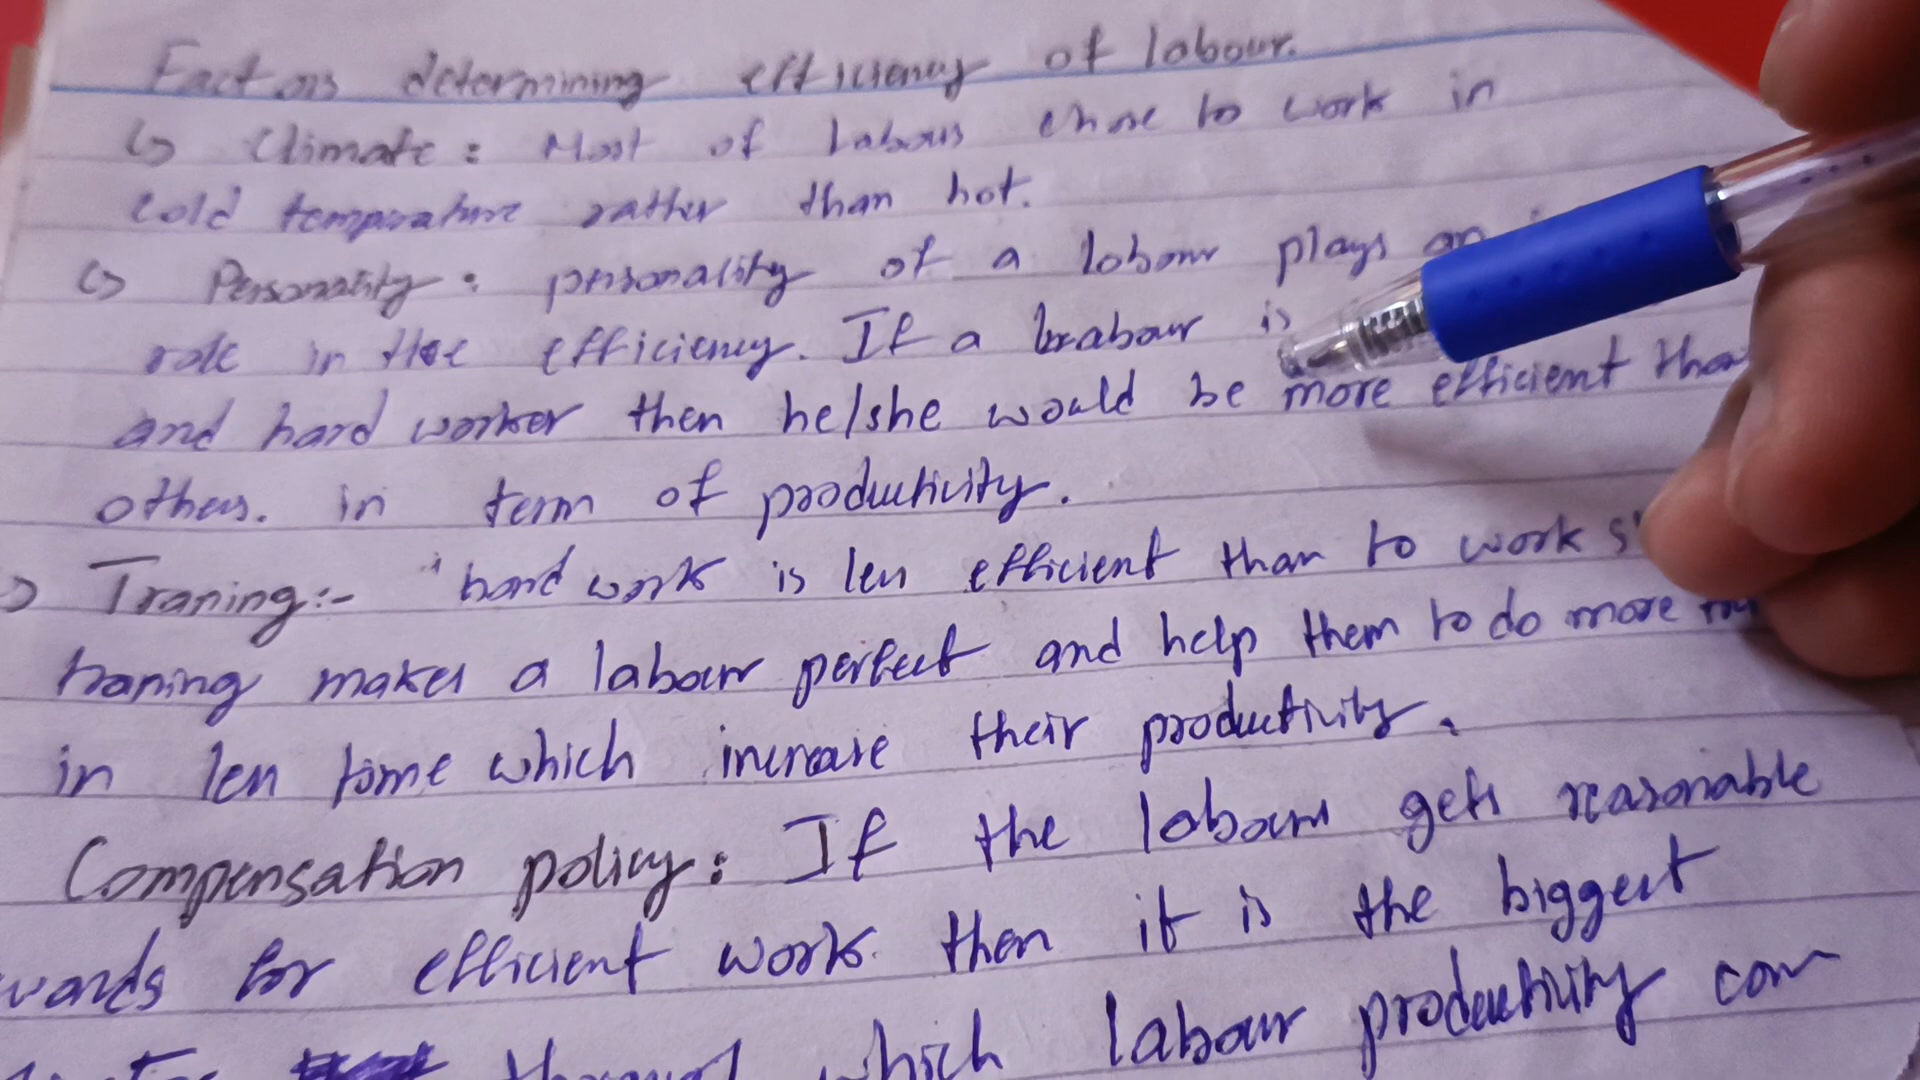 Factors determining efficiency of labour.
Climate: Most of labours chose to work in
cold temperature rather than hot.
Personality: personality of a labour plays an
role in the efficiency. If a labour is
and hard worker then he/she would be more efficient than
others. in term of productivity.
Traning:- "hard work is less efficient than to work
traning makes a labour perfect and help them to do more
in less time which increase their productivity.
Compensation policy: If the labours gets reasonable
wards for efficient work then it is the biggest
through which labour productivity can